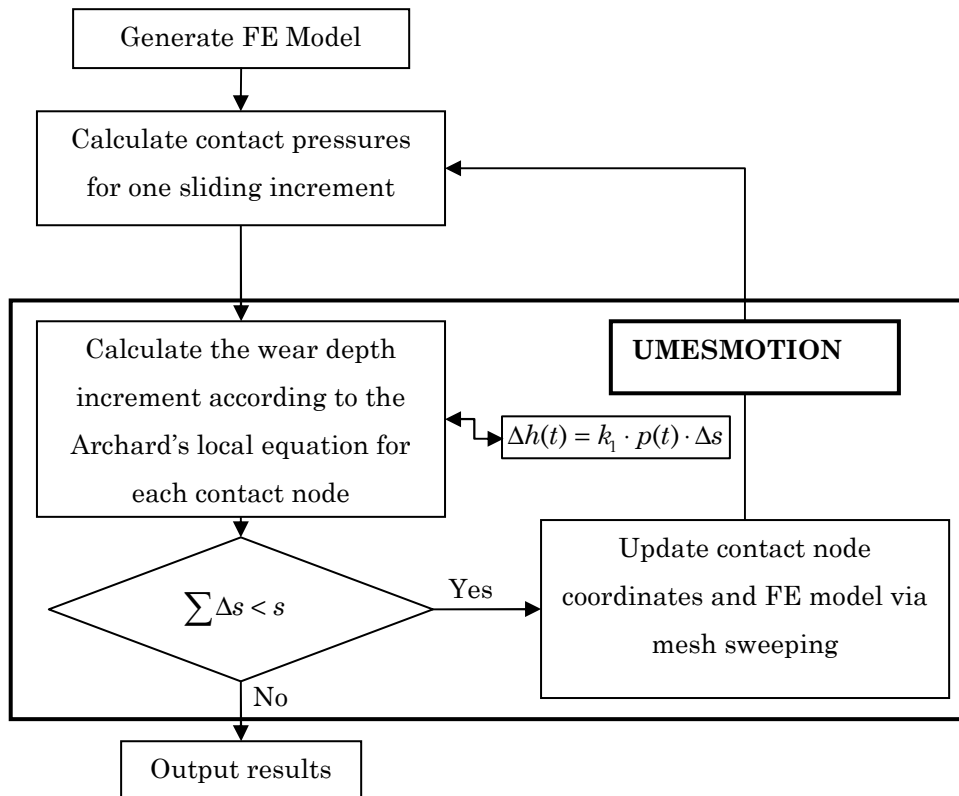 Generate FE Model
Calculate contact pressures
for one sliding increment
Calculate the wear depth
increment according to the
Archard's local equation for
each contact node
UMESMOTION
Δh(t) = k₁ · p(t) · Δs
∑ Δs < s
Yes
Update contact node
coordinates and FE model via
mesh sweeping
No
Output results